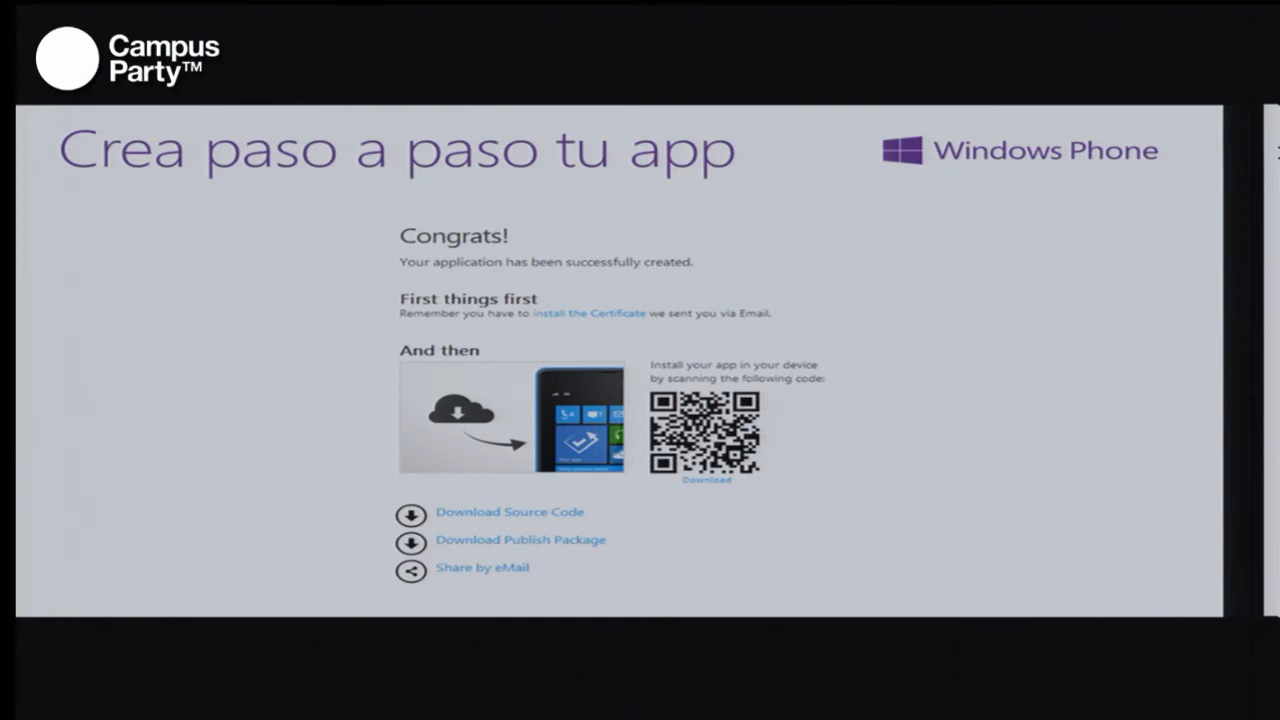 Campus
Party™
Crea paso a paso tu app
Windows Phone
Congrats!
Your application has been successfully created.
First things first
Remember you have to install the Certificate we sent you via Email.
And then
Install your app in your device
by scanning the following code:
Download
Download Source Code
Download Publish Package
Share by eMail